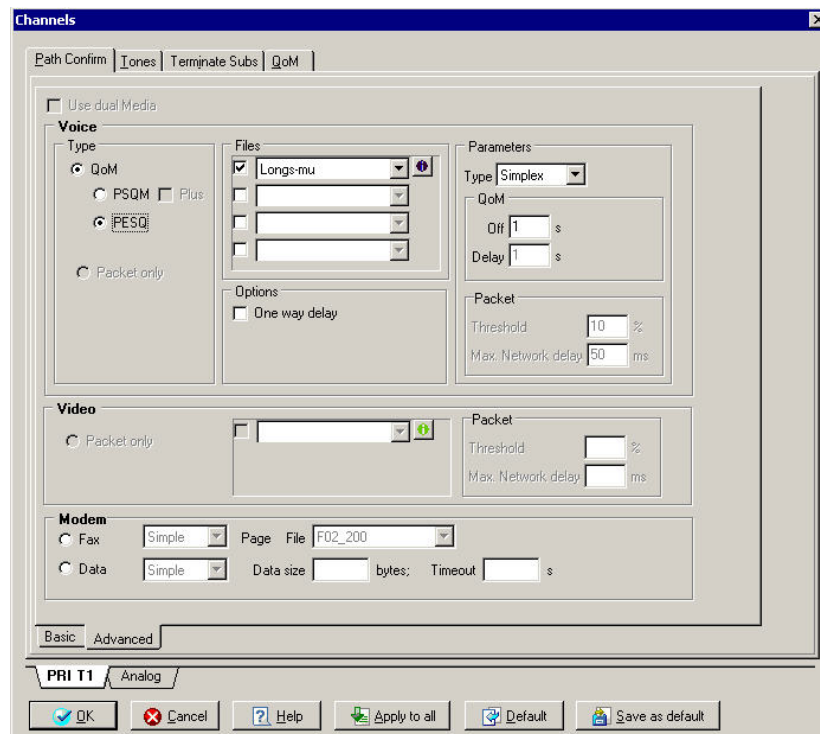 Channels
Path Confirm Tones Terminate Subs QoM
Use dual Media
Voice
Type
QoM
PSQM Plus
PESQ
Packet only
Files
Longs-mu
Options
One way delay
Parameters
Type Simplex
QoM
Off 1 s
Delay 1 s
Packet
Threshold 10 %
Max. Network delay 50 ms
Video
Packet only
Packet
Threshold %
Max. Network delay ms
Modem
Fax Simple Page File F02_200
Data Simple Data size bytes; Timeout s
Basic Advanced
PRI T1 Analog
OK Cancel Help Apply to all Default Save as default